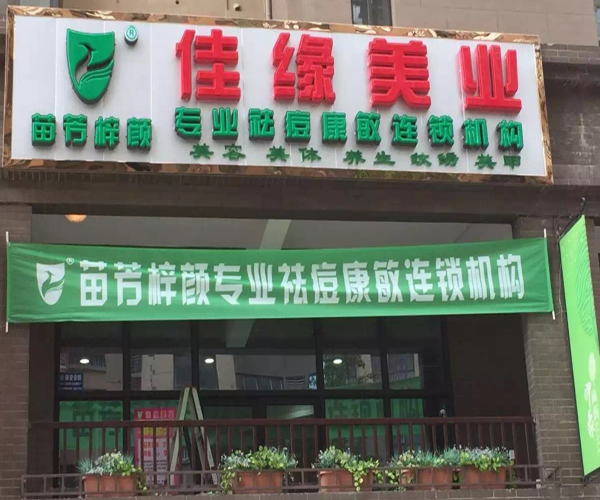 ®
佳缘美业
苗芳梓颜 专业祛痘康敏连锁机构
美容 美体 养生 纹绣 美甲
® 苗芳梓颜专业祛痘康敏连锁机构